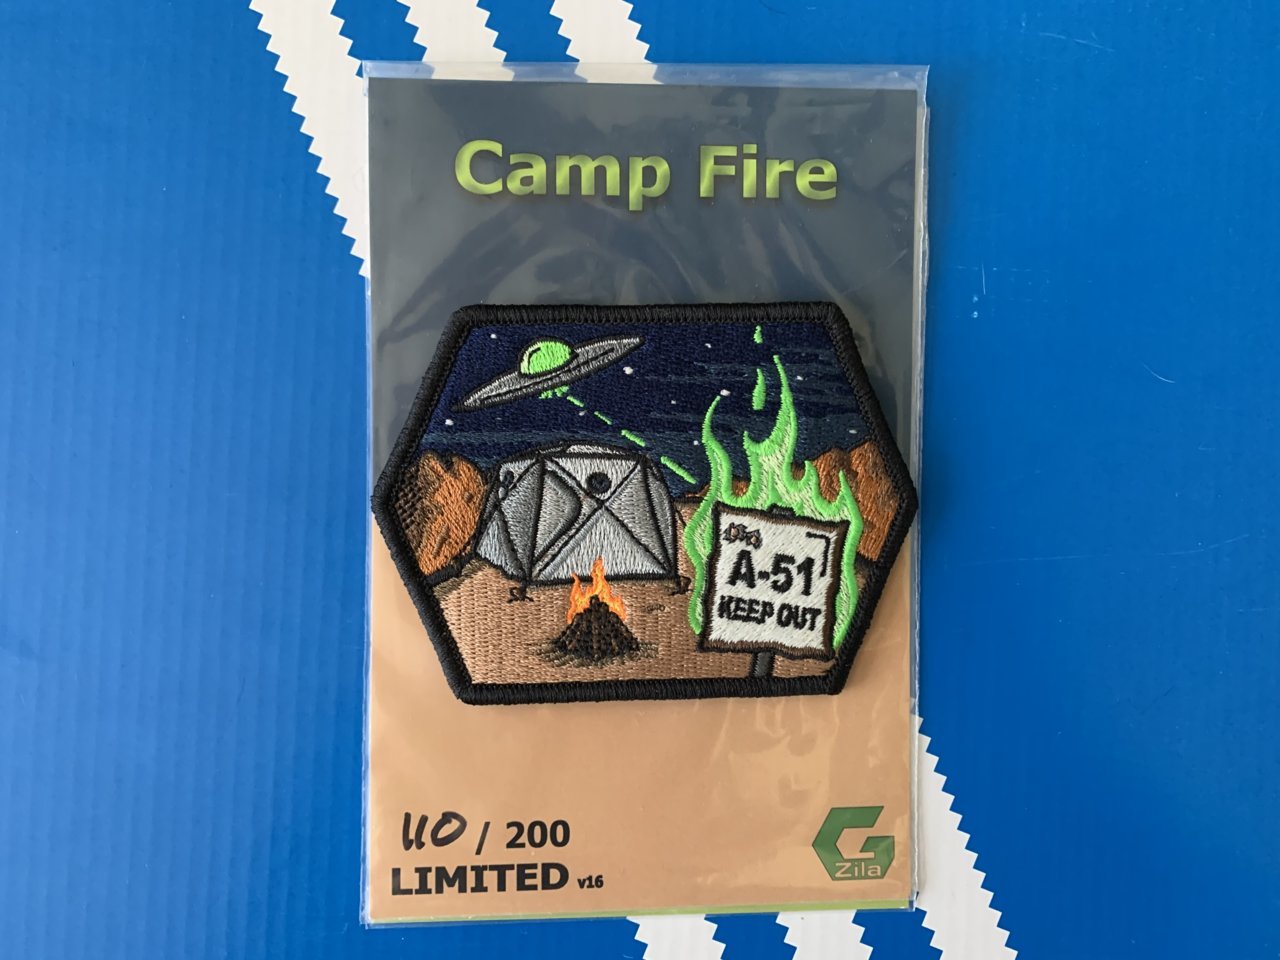 Camp Fire
A-51
KEEP OUT
110 / 200
LIMITED v16
G
Zila